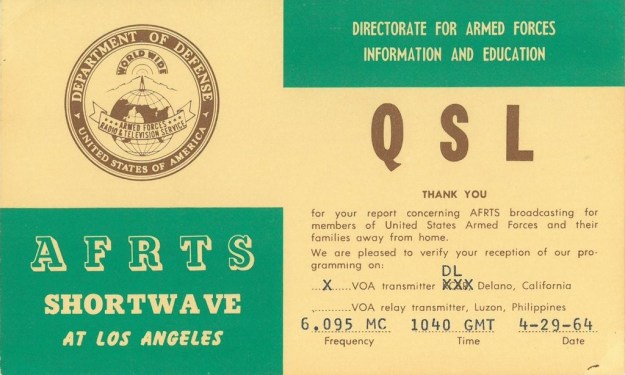 DEPARTMENT OF DEFENSE
WORLD WIDE
ARMED FORCES
RADIO & TELEVISION SERVICE
UNITED STATES OF AMERICA
AFRTS
SHORTWAVE
AT LOS ANGELES
DIRECTORATE FOR ARMED FORCES
INFORMATION AND EDUCATION
QSL
THANK YOU
for your report concerning AFRTS broadcasting for
members of United States Armed Forces and their
families away from home.
We are pleased to verify your reception of our pro-
gramming on:
DL
...X.....VOA transmitter XXX Delano, California
.........VOA relay transmitter, Luzon, Philippines
6.095 MC 1040 GMT 4-29-64
Frequency Time Date